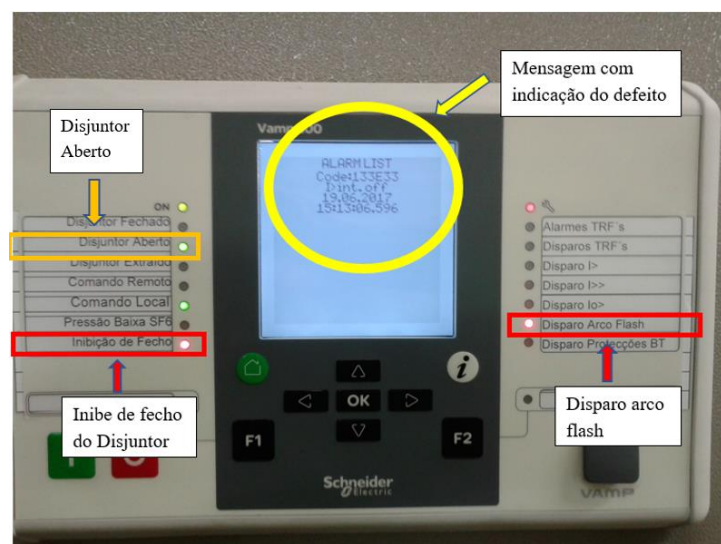 Mensagem com
indicação do defeito
Disjuntor
Aberto
ALARM LIST
Code:133E33
D int. off
19.06.2017
15:13:06.596
ON
Disjuntor Fechado
Disjuntor Aberto
Disjuntor Extraído
Comando Remoto
Comando Local
Pressão Baixa SF6
Inibição de Fecho
Alarmes TRF´s
Disparos TRF´s
Disparo I>
Disparo I>>
Disparo Io>
Disparo Arco Flash
Disparo Protecções BT
i
OK
F1
F2
Inibe de fecho
do Disjuntor
Disparo arco
flash
Schneider
Electric
VAMP